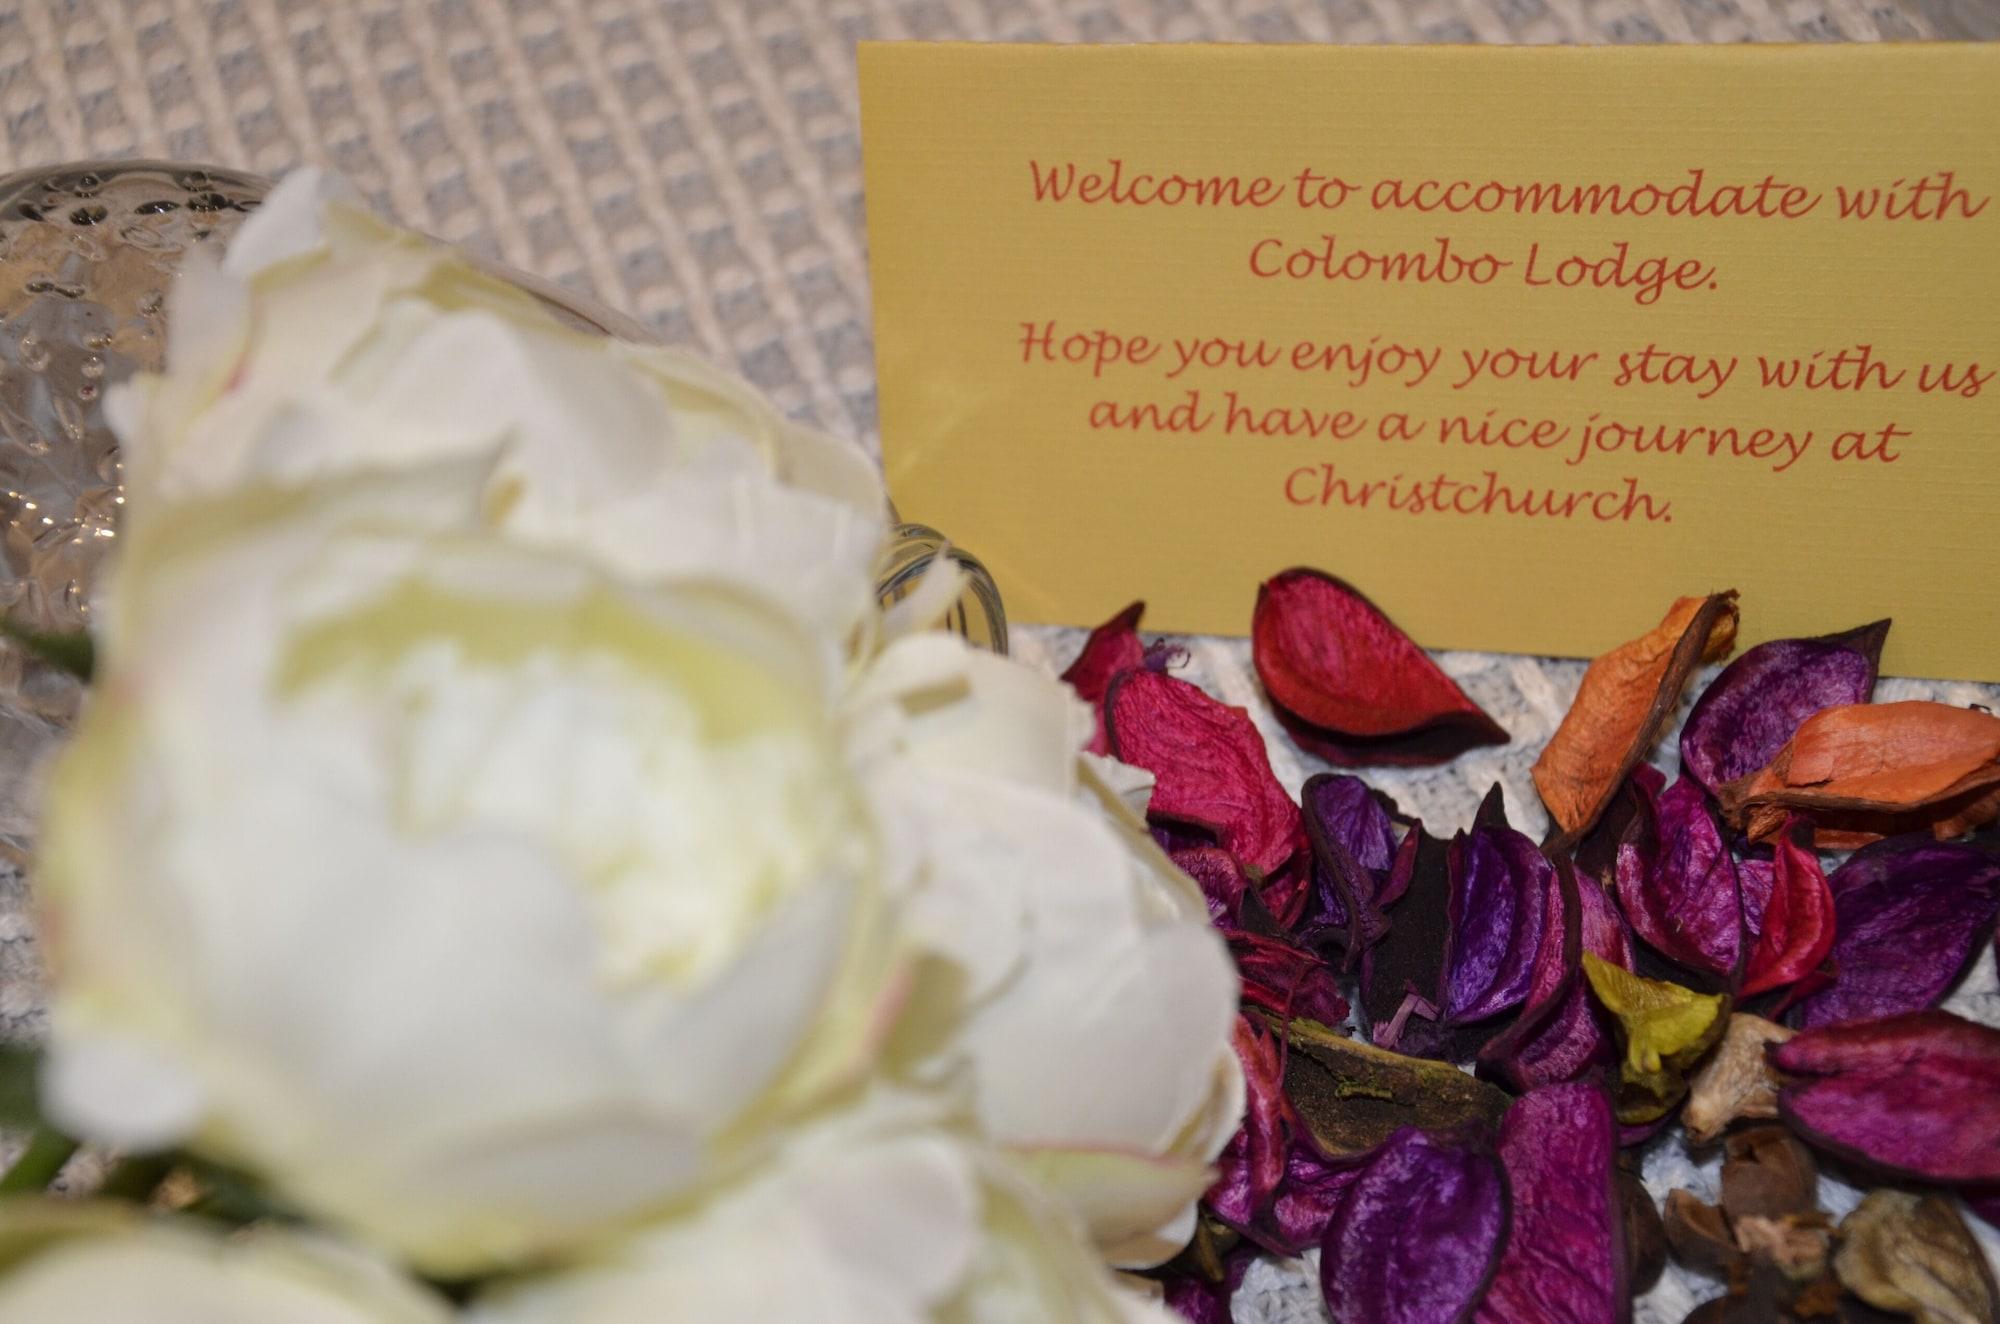 Welcome to accommodate with
Colombo Lodge.
Hope you enjoy your stay with us
and have a nice journey at
Christchurch.